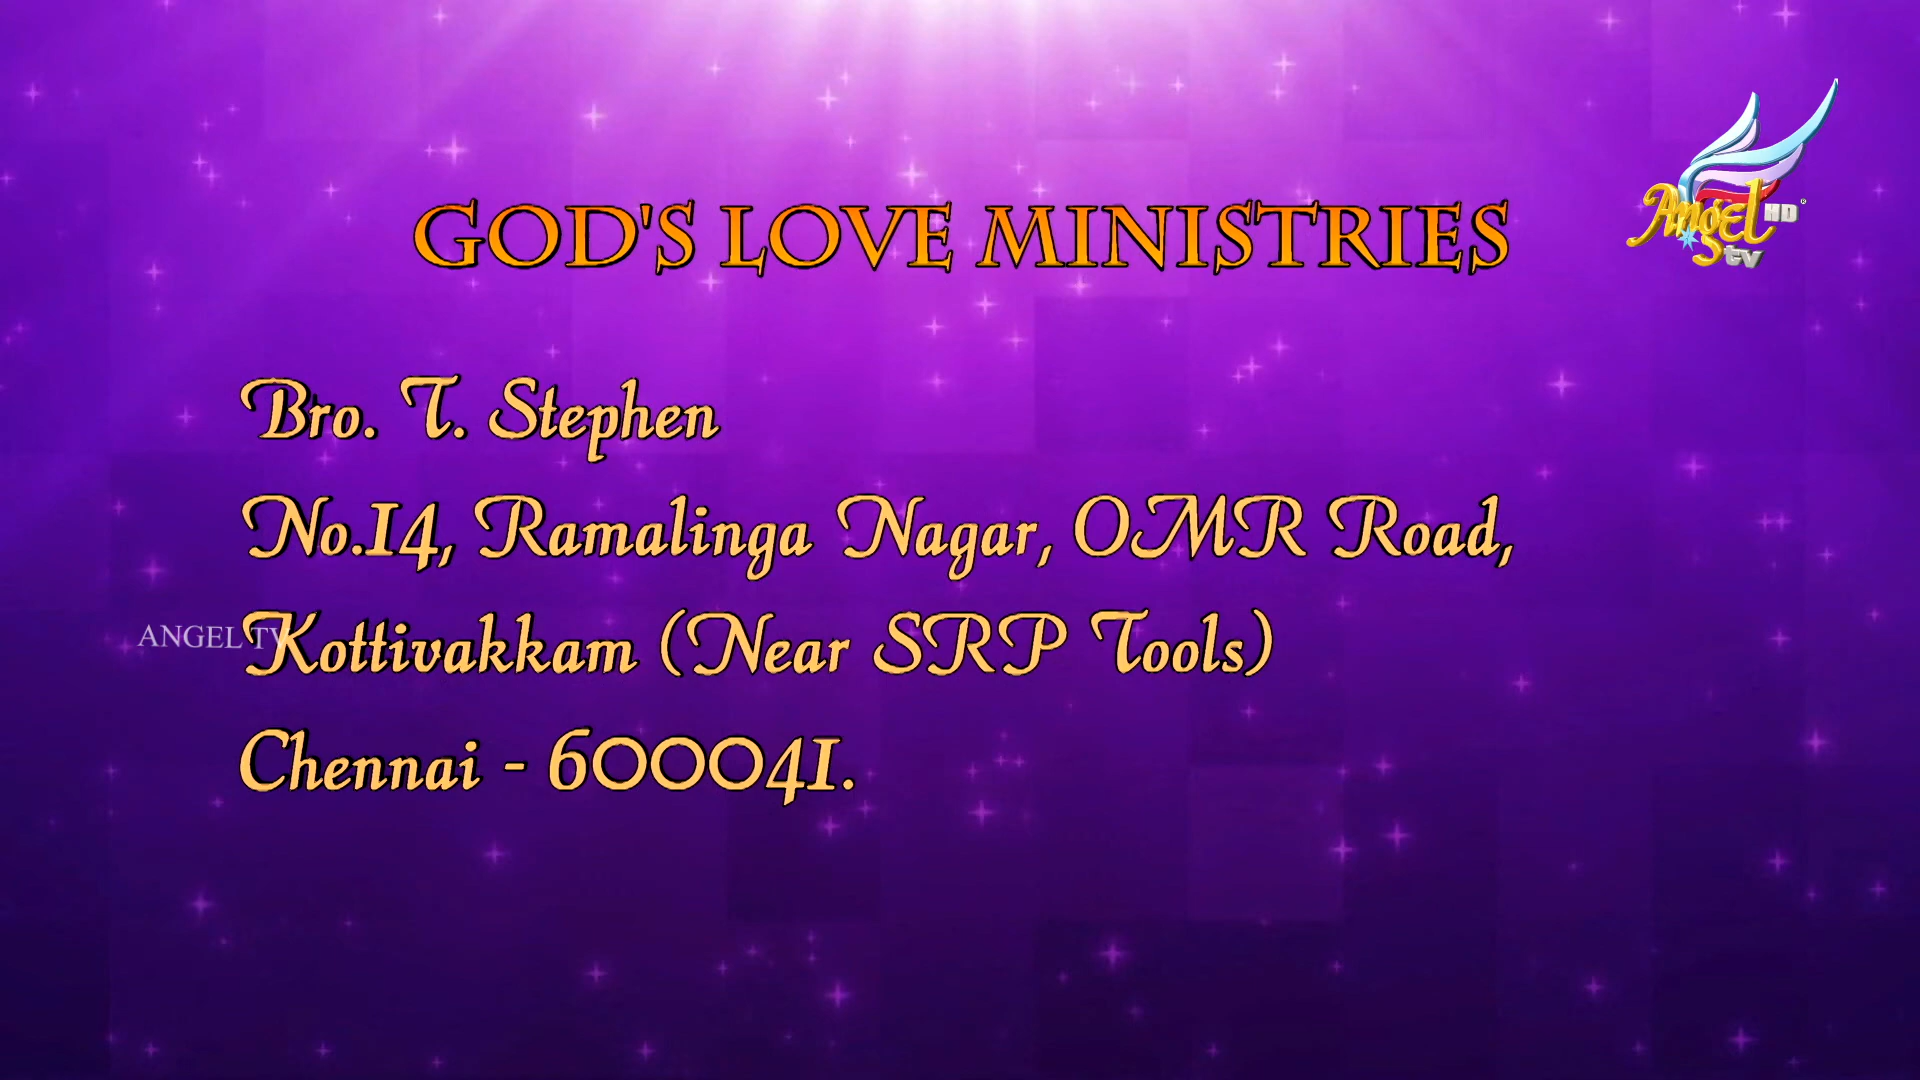 GOD'S LOVE MINISTRIES
Angel HD
tv
Bro. T. Stephen
No.14, Ramalinga Nagar, OMR Road,
ANGEL TV
Kottivakkam (Near SRP Tools)
Chennai - 600041.